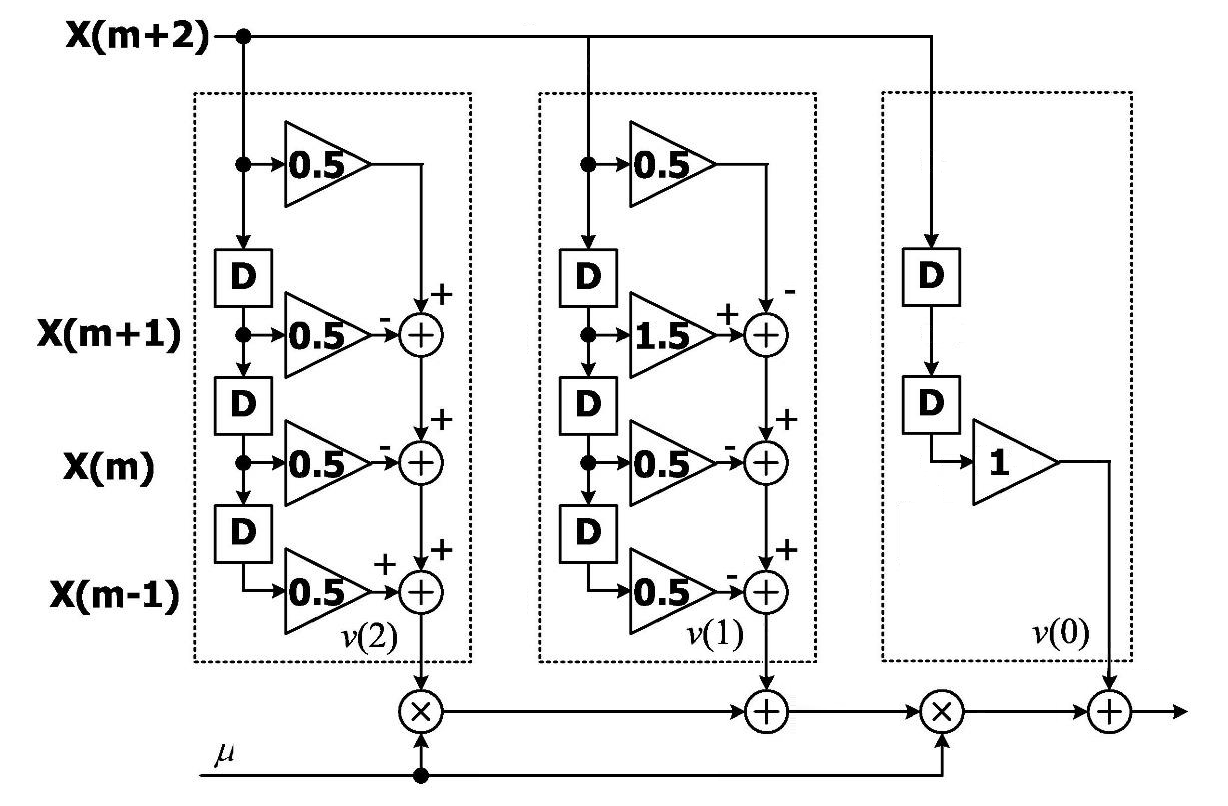 X(m+2)
0.5 0.5
+ -
D D D
X(m+1) 0.5 - + 1.5 + +
D + D + D
X(m) 0.5 - + 0.5 - + 1
D + D +
X(m-1) 0.5 + + 0.5 - +
v(2) v(1) v(0)
× + × +
μ